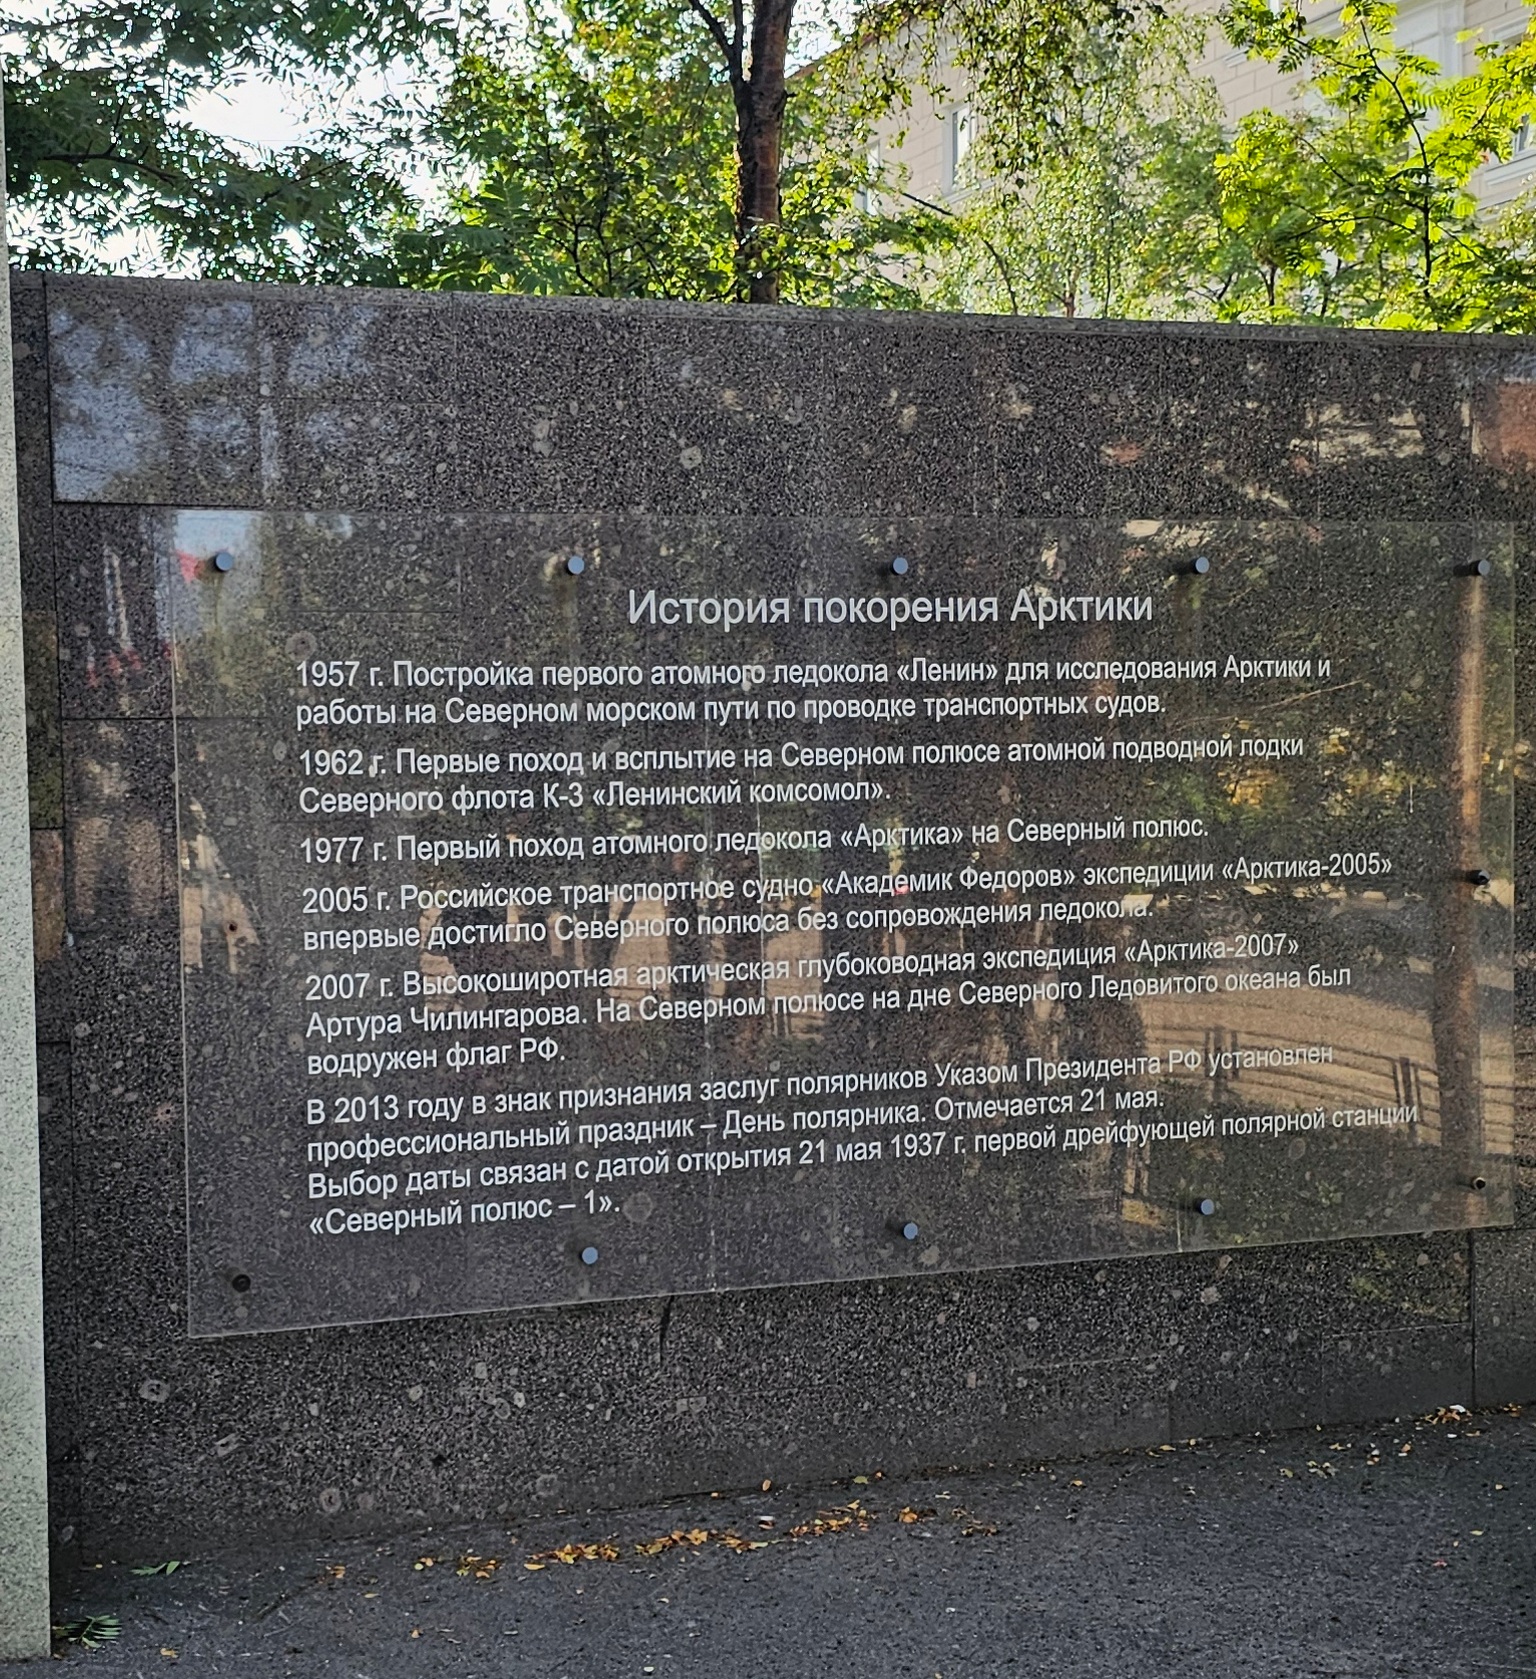 История покорения Арктики
1957 г. Постройка первого атомного ледокола «Ленин» для исследования Арктики и
работы на Северном морском пути по проводке транспортных судов.
1962 г. Первые поход и всплытие на Северном полюсе атомной подводной лодки
Северного флота К-3 «Ленинский комсомол».
1977 г. Первый поход атомного ледокола «Арктика» на Северный полюс.
2005 г. Российское транспортное судно «Академик Федоров» экспедиции «Арктика-2005»
впервые достигло Северного полюса без сопровождения ледокола.
2007 г. Высокоширотная арктическая глубоководная экспедиция «Арктика-2007»
Артура Чилингарова. На Северном полюсе на дне Северного Ледовитого океана был
водружен флаг РФ.
В 2013 году в знак признания заслуг полярников Указом Президента РФ установлен
профессиональный праздник – День полярника. Отмечается 21 мая.
Выбор даты связан с датой открытия 21 мая 1937 г. первой дрейфующей полярной станции
«Северный полюс – 1».